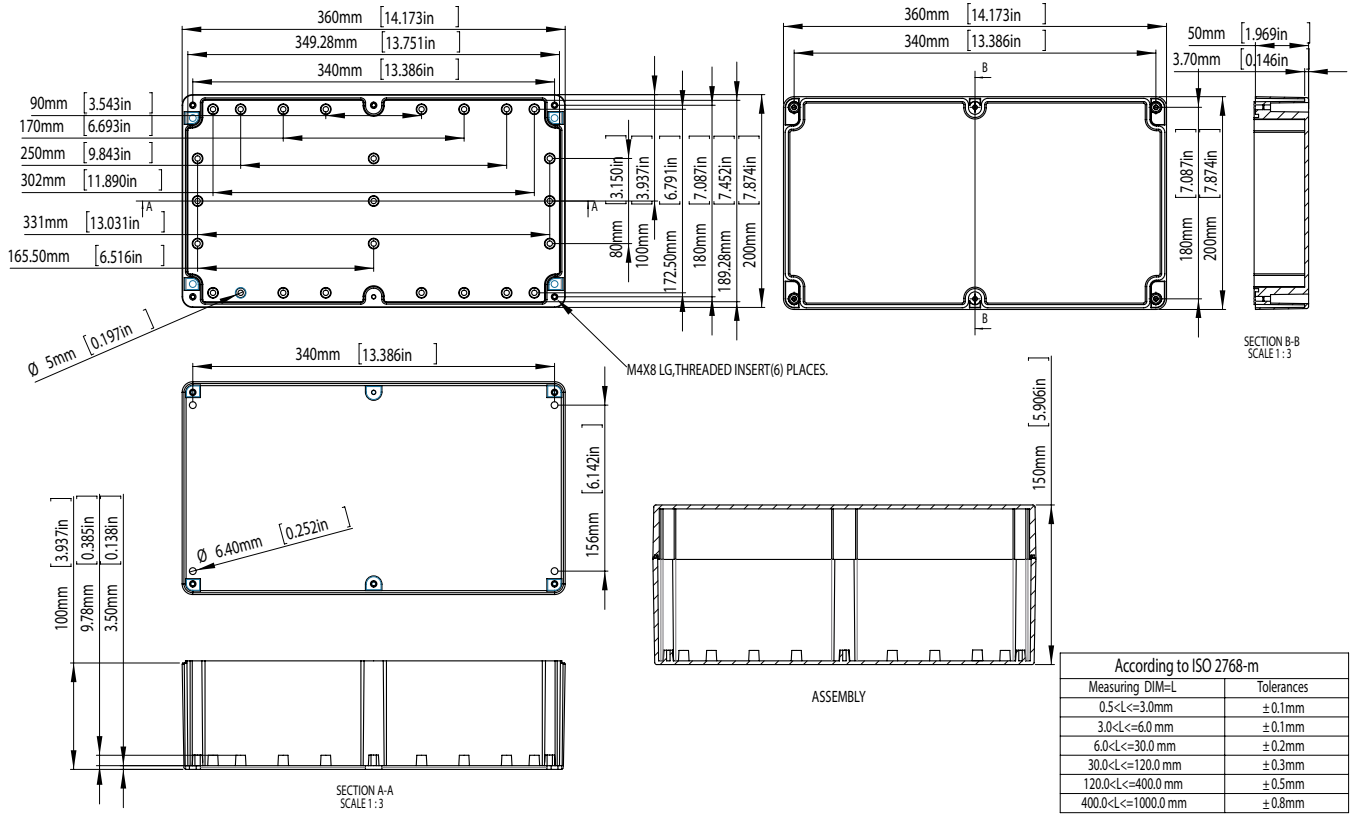 360mm [14.173in]
349.28mm [13.751in]
340mm [13.386in]
90mm [3.543in]
170mm [6.693in]
250mm [9.843in]
302mm [11.890in]
A
A
331mm [13.031in]
165.50mm [6.516in]
Ø 5mm [0.197in]
80mm [3.150in]
100mm [3.937in]
172.50mm [6.791in]
180mm [7.087in]
189.28mm [7.452in]
200mm [7.874in]
M4X8 LG,THREADED INSERT(6) PLACES.
360mm [14.173in]
340mm [13.386in]
B
B
180mm [7.087in]
200mm [7.874in]
50mm [1.969in]
3.70mm [0.146in]
SECTION B-B
SCALE 1 : 3
340mm [13.386in]
156mm [6.142in]
Ø 6.40mm [0.252in]
100mm [3.937in]
9.78mm [0.385in]
3.50mm [0.138in]
SECTION A-A
SCALE 1 : 3
150mm [5.906in]
ASSEMBLY
According to ISO 2768-m
Measuring DIM=L Tolerances
0.5<L<=3.0mm ±0.1mm
3.0<L<=6.0 mm ±0.1mm
6.0<L<=30.0 mm ±0.2mm
30.0<L<=120.0 mm ±0.3mm
120.0<L<=400.0 mm ±0.5mm
400.0<L<=1000.0 mm ±0.8mm